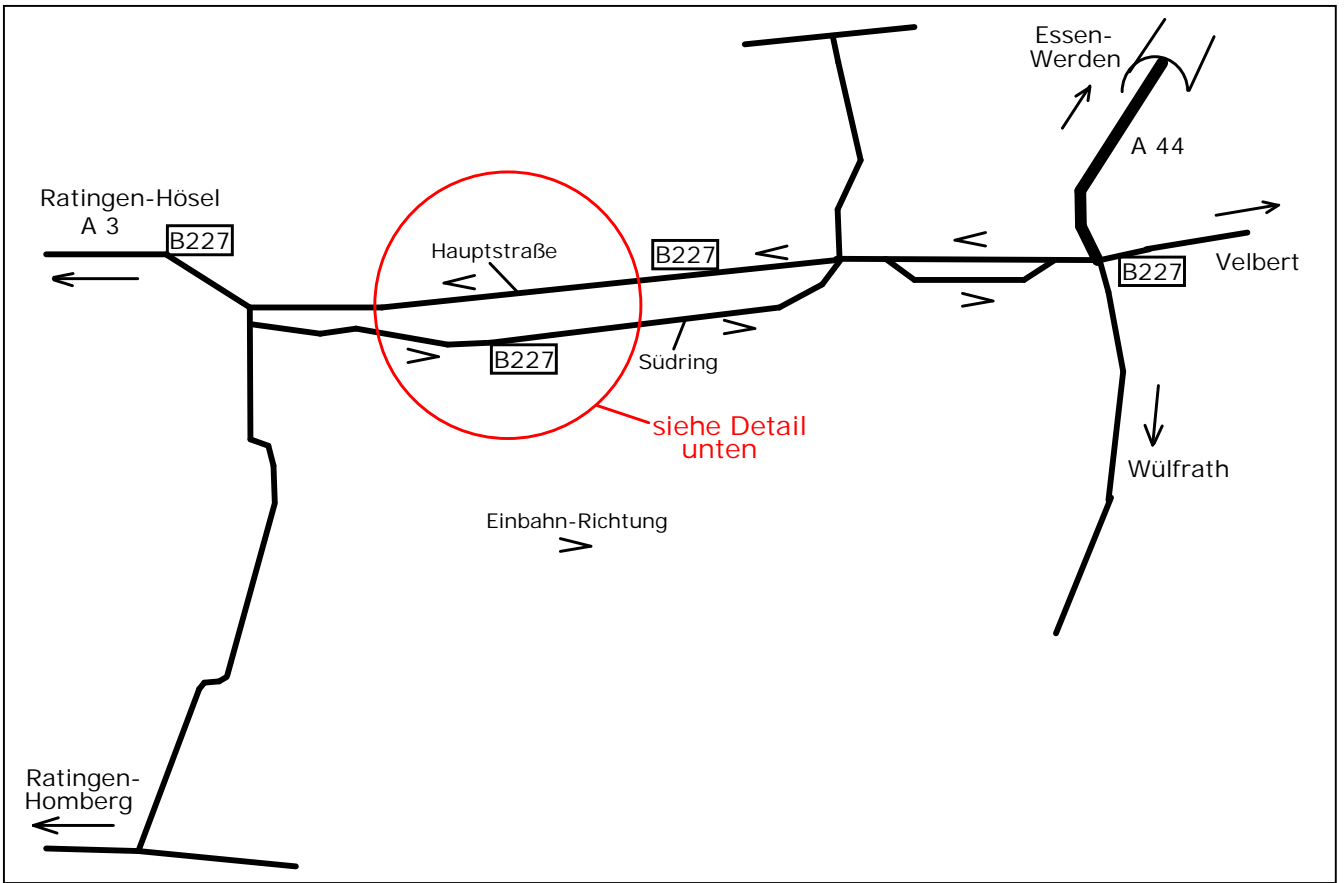 Essen-
Werden
A 44
Ratingen-Hösel
A 3
B227
Hauptstraße
B227
B227
Velbert
B227
Südring
siehe Detail
unten
Wülfrath
Einbahn-Richtung
Ratingen-
Homberg